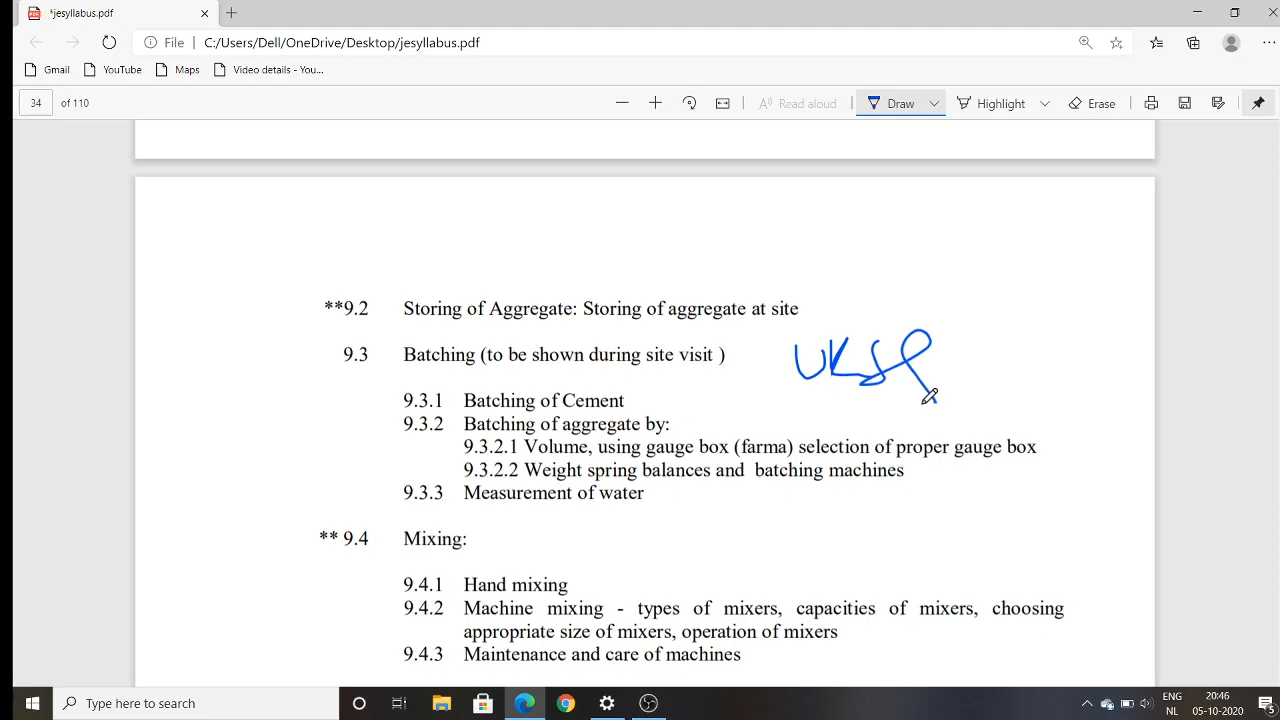 *jesyllabus.pdf
File | C:/Users/Dell/OneDrive/Desktop/jesyllabus.pdf
Gmail YouTube Maps Video details - You...
34 of 110 Read aloud Draw Highlight Erase
**9.2 Storing of Aggregate: Storing of aggregate at site
9.3 Batching (to be shown during site visit )
9.3.1 Batching of Cement
9.3.2 Batching of aggregate by:
9.3.2.1 Volume, using gauge box (farma) selection of proper gauge box
9.3.2.2 Weight spring balances and batching machines
9.3.3 Measurement of water
** 9.4 Mixing:
9.4.1 Hand mixing
9.4.2 Machine mixing - types of mixers, capacities of mixers, choosing
appropriate size of mixers, operation of mixers
9.4.3 Maintenance and care of machines
Type here to search
ENG 20:46
NL 05-10-2020
5